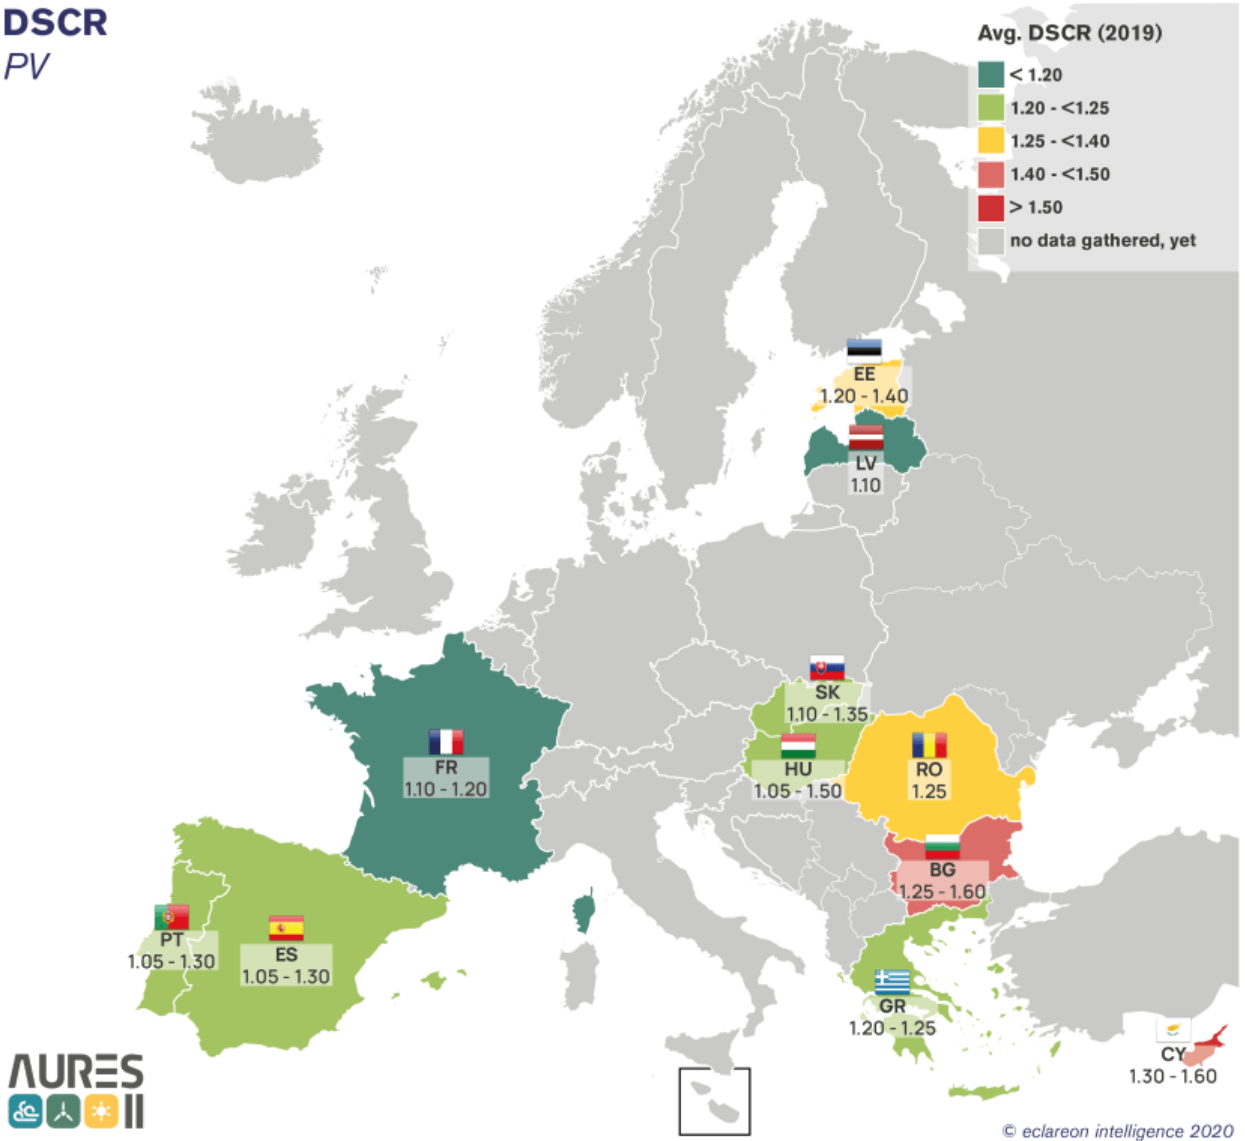 DSCR
PV
Avg. DSCR (2019)
< 1.20
1.20 - <1.25
1.25 - <1.40
1.40 - <1.50
> 1.50
no data gathered, yet
EE
1.20 - 1.40
LV
1.10
SK
1.10 - 1.35
HU
1.05 - 1.50
RO
1.25
FR
1.10 - 1.20
BG
1.25 - 1.60
PT
1.05 - 1.30
ES
1.05 - 1.30
GR
1.20 - 1.25
CY
1.30 - 1.60
AURES
II
© eclareon intelligence 2020